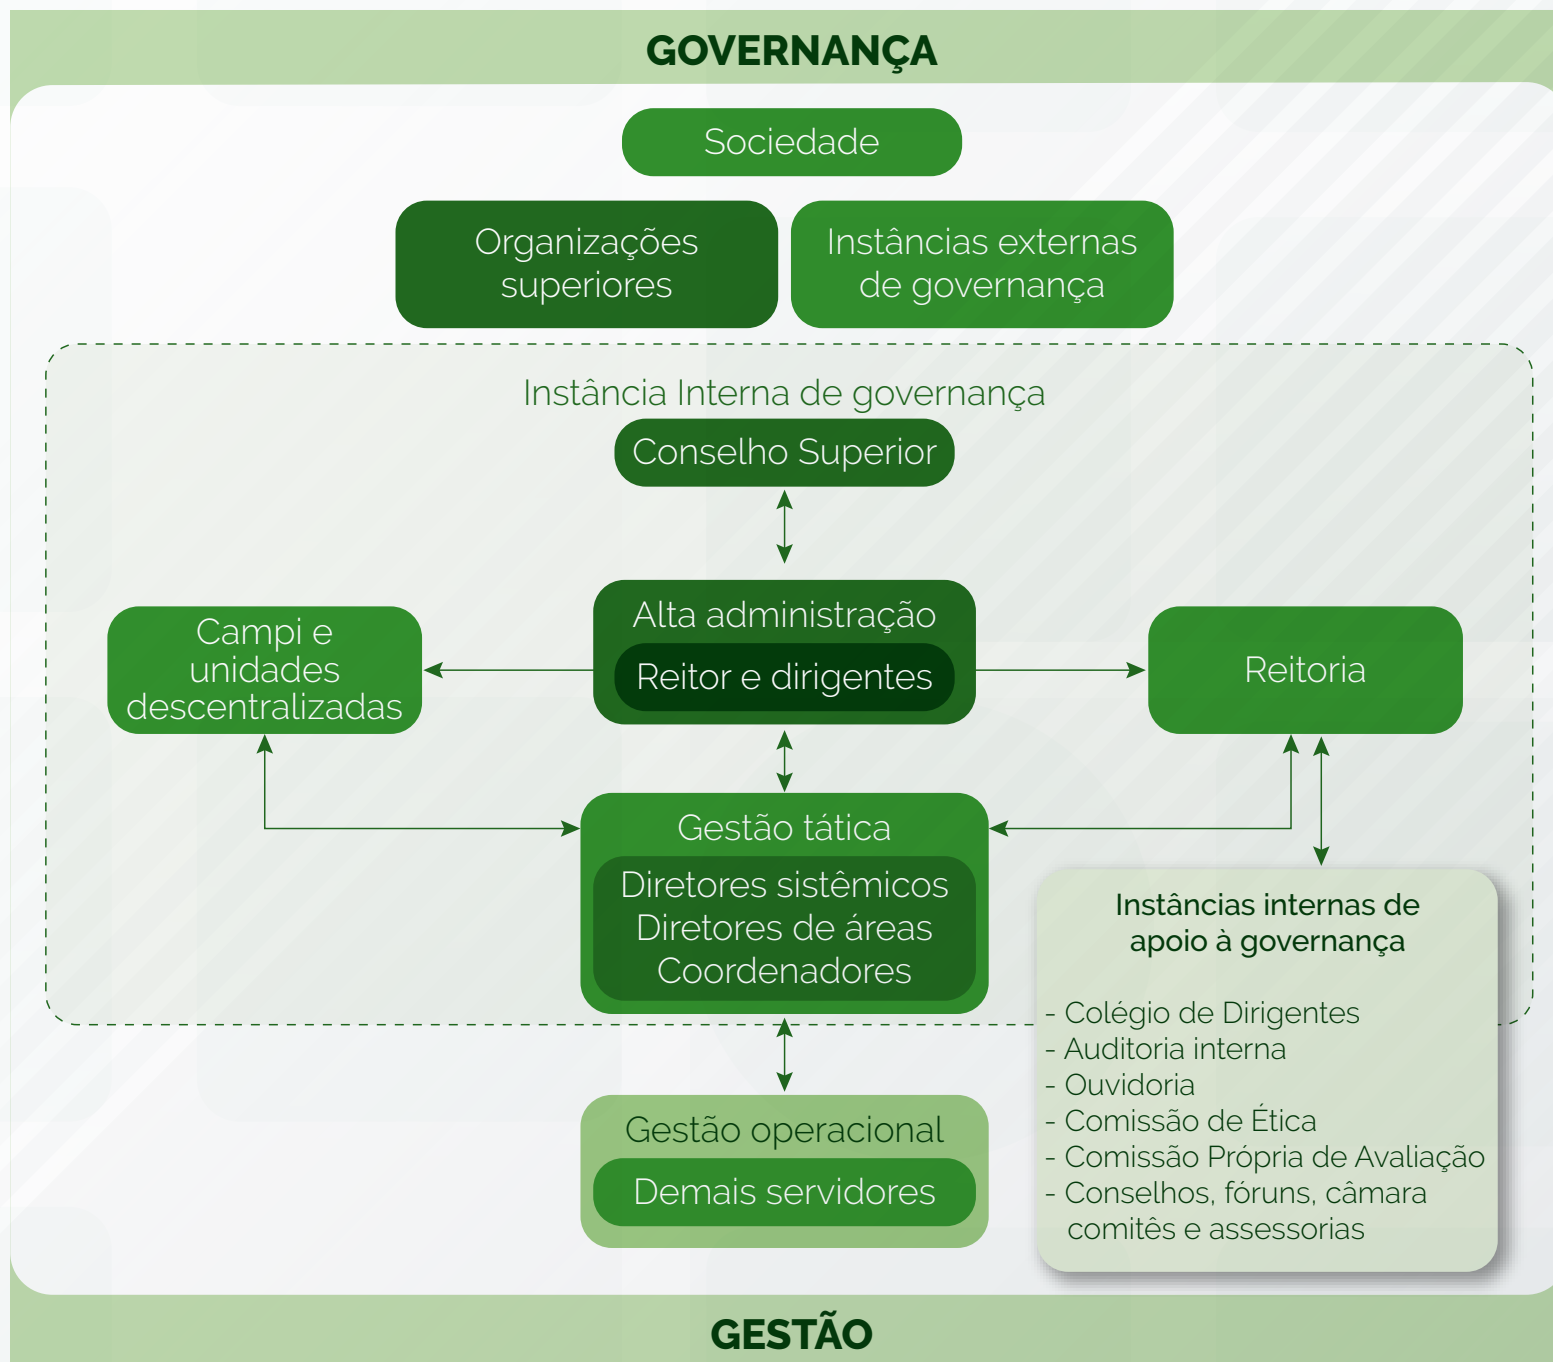 GOVERNANÇA
Sociedade
Organizações
superiores
Instâncias externas
de governança
Instância Interna de governança
Conselho Superior
Alta administração
Reitor e dirigentes
Campi e
unidades
descentralizadas
Reitoria
Gestão tática
Diretores sistêmicos
Diretores de áreas
Coordenadores
Instâncias internas de
apoio à governança
- Colégio de Dirigentes
- Auditoria interna
- Ouvidoria
- Comissão de Ética
- Comissão Própria de Avaliação
- Conselhos, fóruns, câmara
comitês e assessorias
Gestão operacional
Demais servidores
GESTÃO